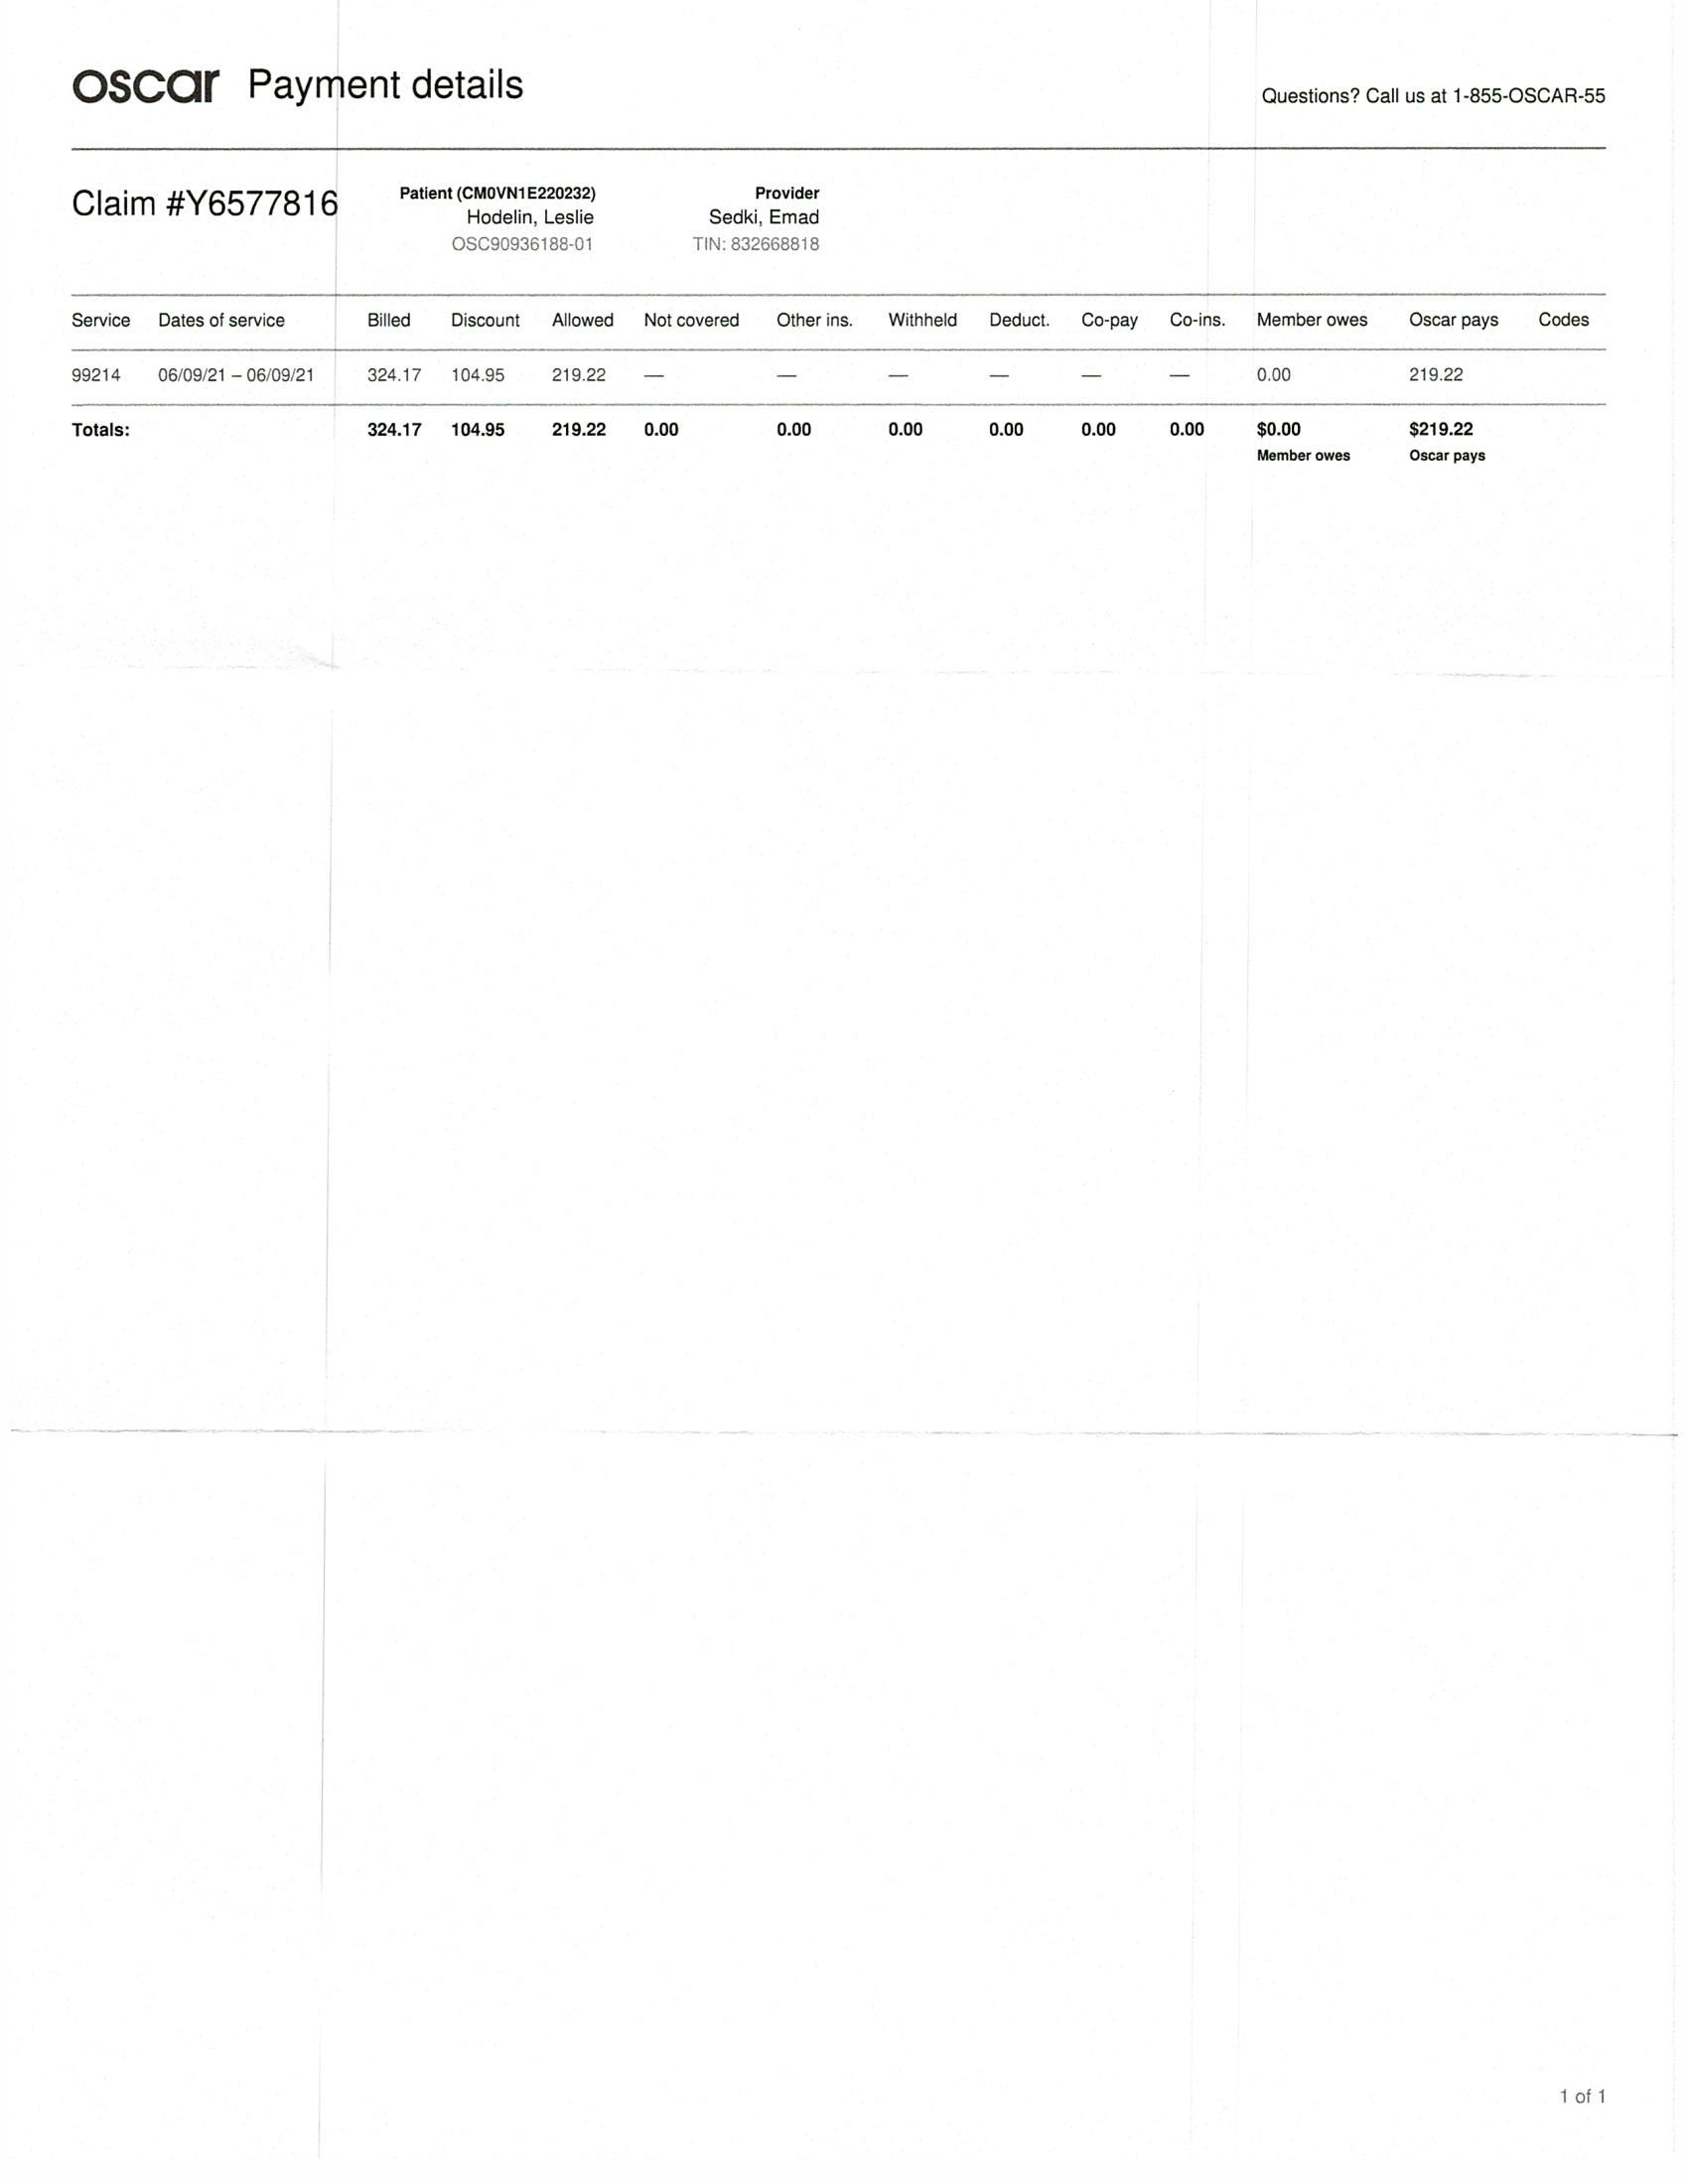 oscar Payment details
Questions? Call us at 1-855-OSCAR-55
Claim #Y6577816
Patient (CM0VN1E220232)
Hodelin, Leslie
OSC90936188-01
Provider
Sedki, Emad
TIN: 832668818
Service Dates of service Billed Discount Allowed Not covered Other ins. Withheld Deduct. Co-pay Co-ins. Member owes Oscar pays Codes
99214 06/09/21 – 06/09/21 324.17 104.95 219.22 — — — — — — 0.00 219.22
Totals: 324.17 104.95 219.22 0.00 0.00 0.00 0.00 0.00 0.00 $0.00 $219.22
Member owes Oscar pays
1 of 1